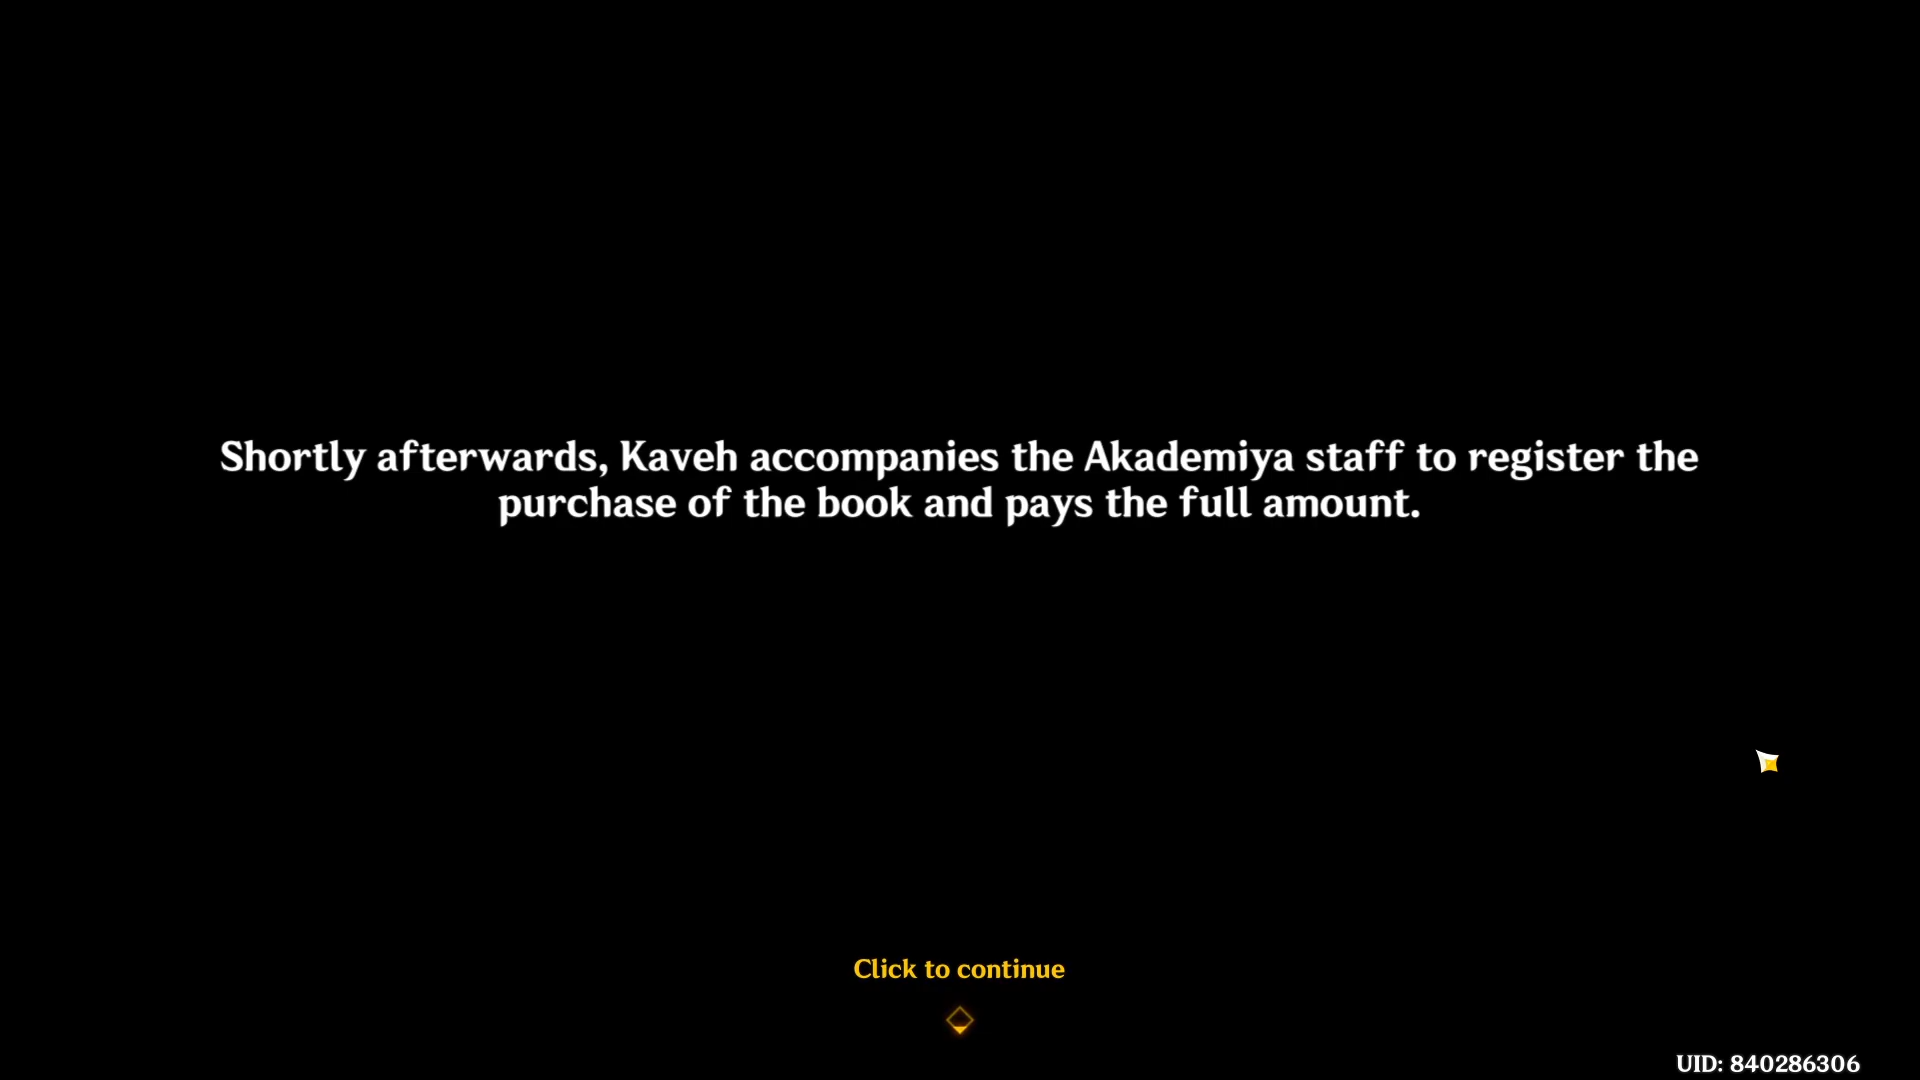 Shortly afterwards, Kaveh accompanies the Akademiya staff to register the
purchase of the book and pays the full amount.
Click to continue
UID: 840286306